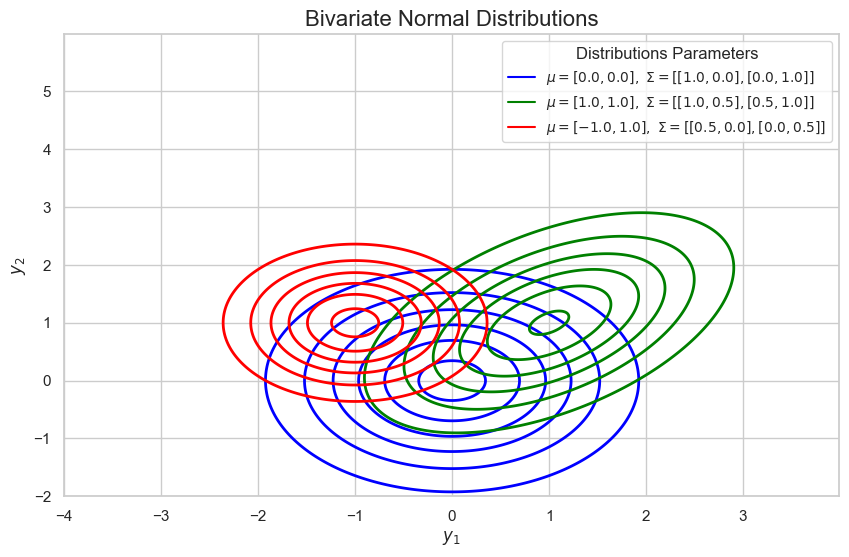 Bivariate Normal Distributions
Distributions Parameters
μ = [0.0, 0.0], Σ = [[1.0, 0.0], [0.0, 1.0]]
μ = [1.0, 1.0], Σ = [[1.0, 0.5], [0.5, 1.0]]
μ = [−1.0, 1.0], Σ = [[0.5, 0.0], [0.0, 0.5]]
y₂
5
4
3
2
1
0
−1
−2
−4 −3 −2 −1 0 1 2 3
y₁